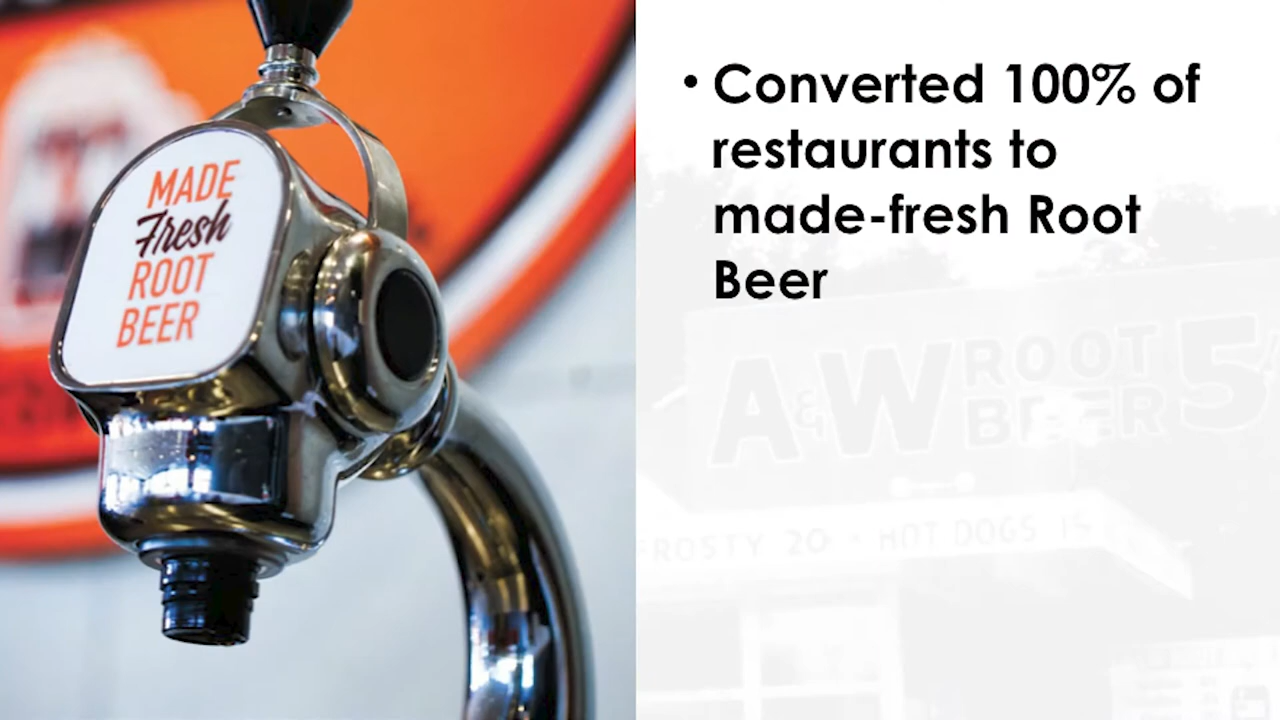 MADE
Fresh
ROOT
BEER
• Converted 100% of
restaurants to
made-fresh Root
Beer
A&W ROOT BEER 5
FROSTY 20 - HOT DOGS 15